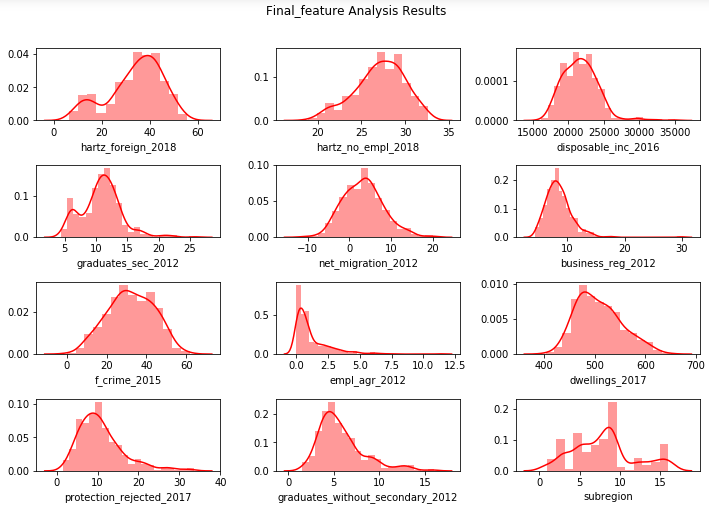 Final_feature Analysis Results
0.04
0.02
0.00
0 20 40 60
hartz_foreign_2018
0.1
0.0
20 25 30 35
hartz_no_empl_2018
0.0001
0.0000
15000 20000 25000 30000 35000
disposable_inc_2016
0.1
0.0
5 10 15 20 25
graduates_sec_2012
0.10
0.05
0.00
−10 0 10 20
net_migration_2012
0.2
0.1
0.0
10 20 30
business_reg_2012
0.02
0.00
0 20 40 60
f_crime_2015
0.5
0.0
0.0 2.5 5.0 7.5 10.0 12.5
empl_agr_2012
0.010
0.005
0.000
400 500 600 700
dwellings_2017
0.10
0.05
0.00
0 10 20 30 40
protection_rejected_2017
0.2
0.1
0.0
0 5 10 15
graduates_without_secondary_2012
0.2
0.1
0.0
0 5 10 15
subregion